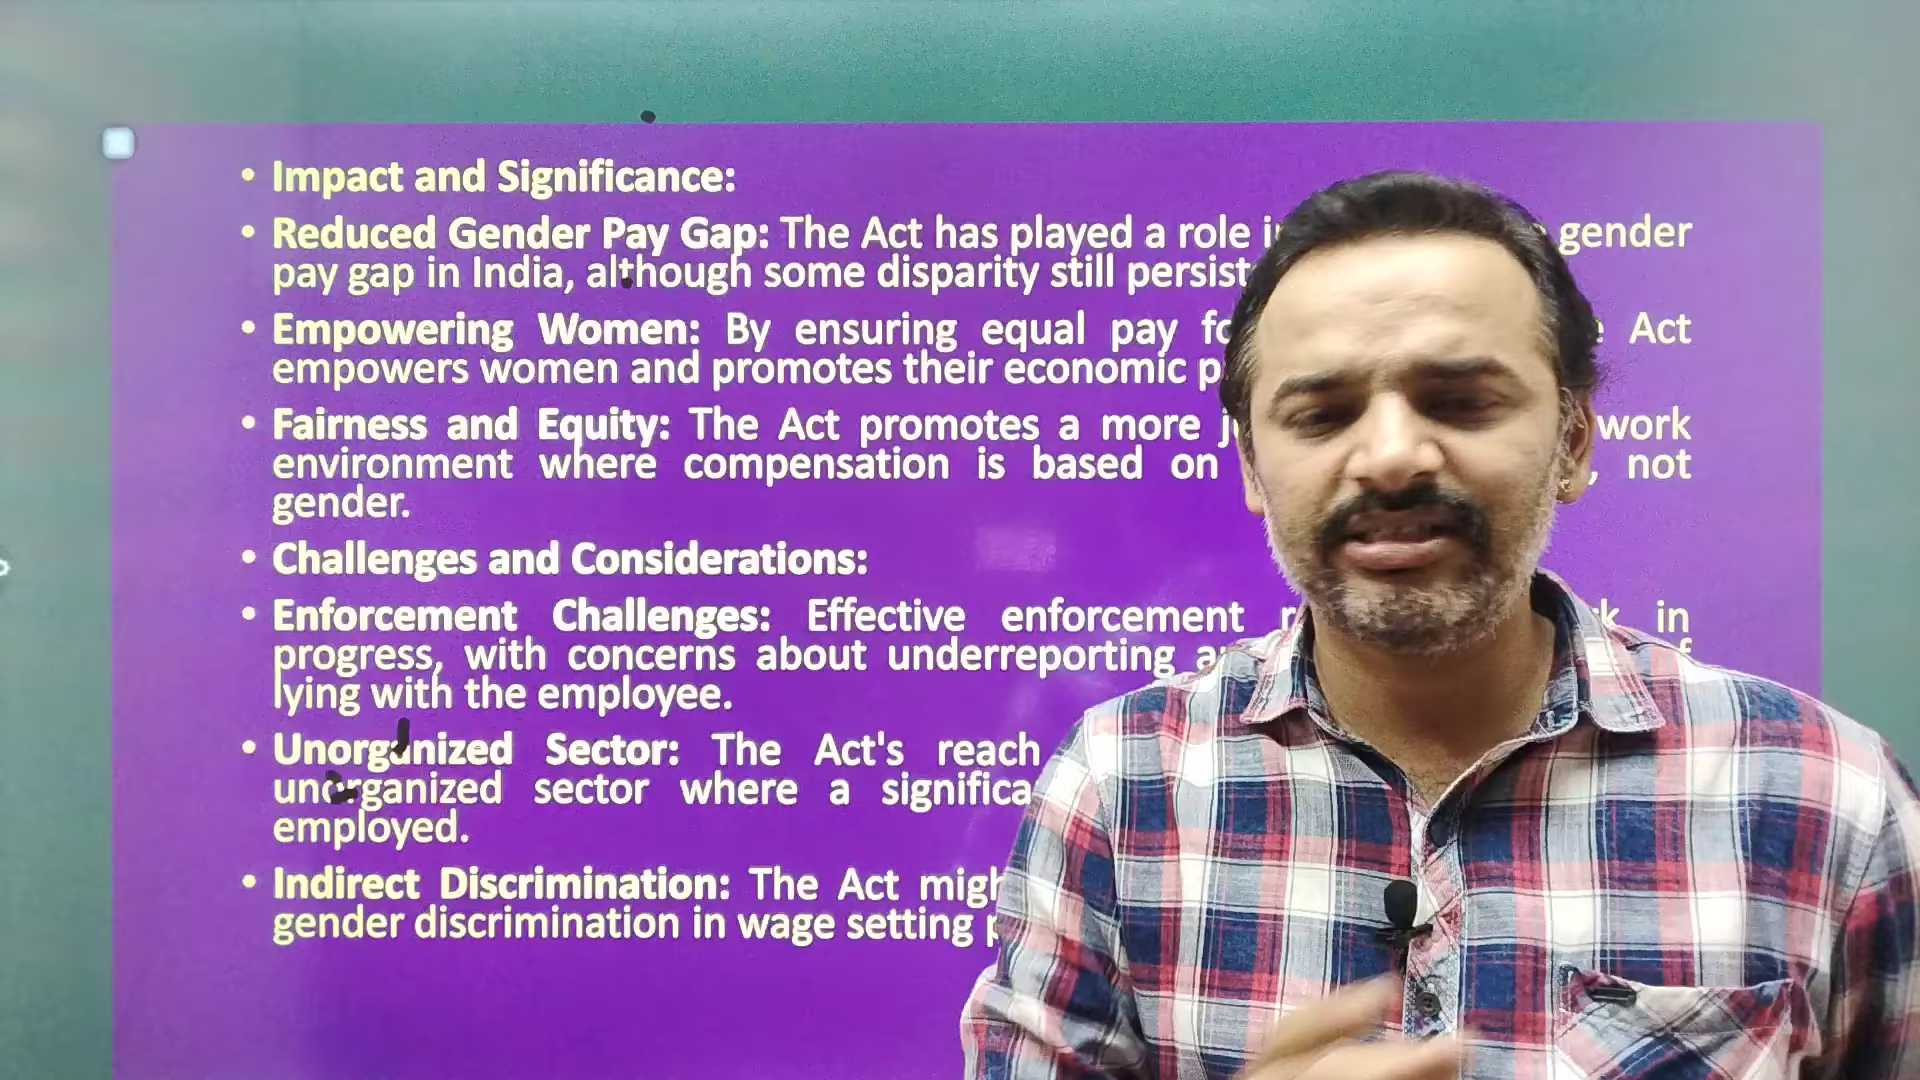 • Impact and Significance:
• Reduced Gender Pay Gap: The Act has played a role gender
pay gap in India, although some disparity still
• Empowering Women: By ensuring equal pay Act
empowers women and promotes their economic
• Fairness and Equity: The Act promotes a more work
environment where compensation is based on , not
gender.
• Challenges and Considerations:
• Enforcement Challenges: Effective enforcement in
progress, with concerns about underreporting
lying with the employee.
• Unorganized Sector: The Act's reach
unorganized sector where a
employed.
• Indirect Discrimination: The Act
gender discrimination in wage setting